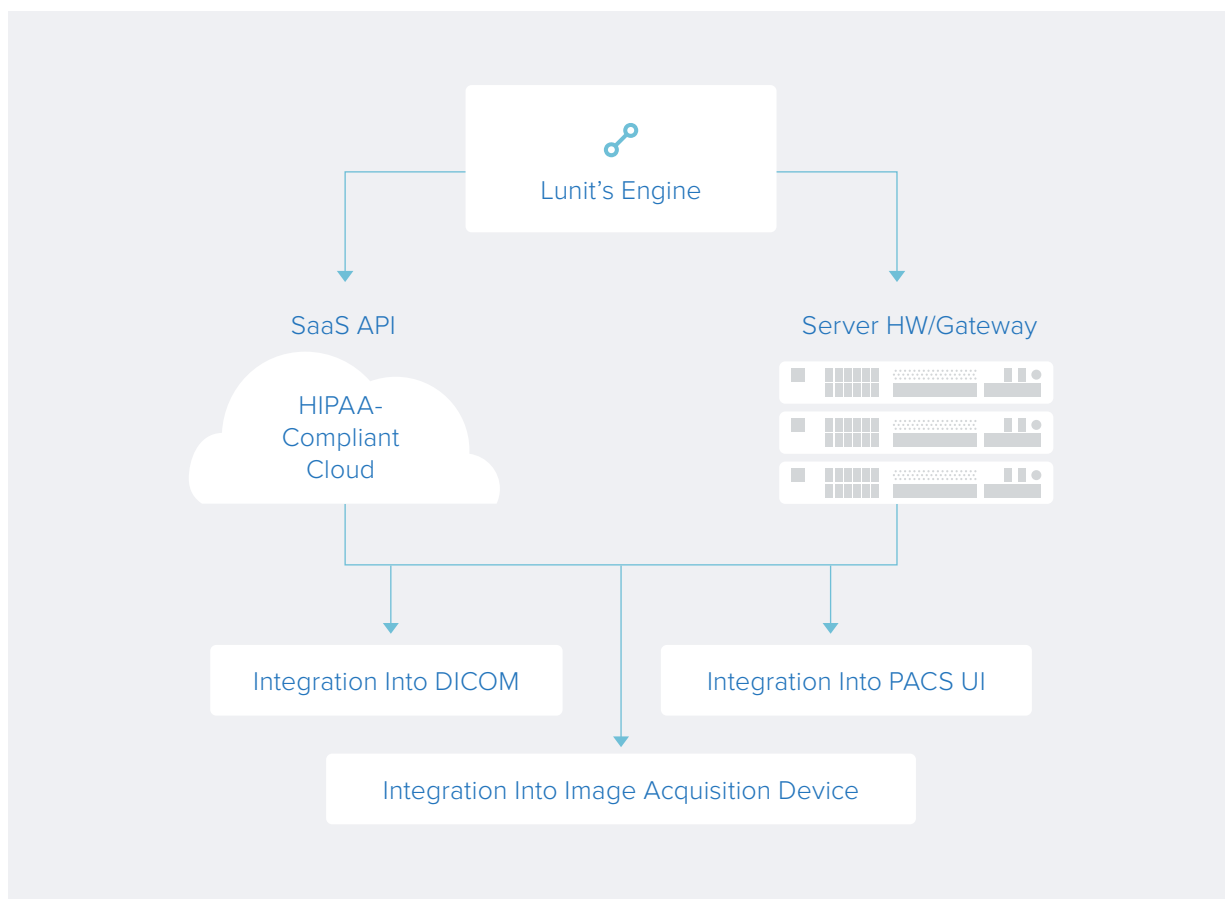 Lunit’s Engine
SaaS API
HIPAA-
Compliant
Cloud
Server HW/Gateway
Integration Into DICOM
Integration Into PACS UI
Integration Into Image Acquisition Device